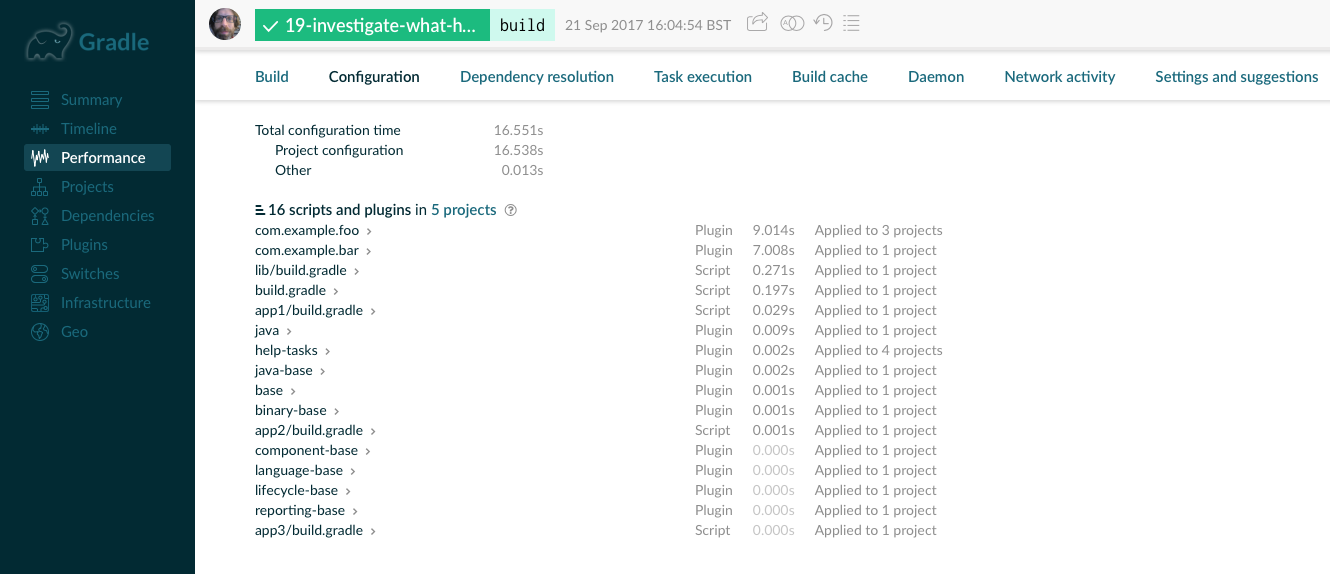 19-investigate-what-h... build 21 Sep 2017 16:04:54 BST
Gradle
Summary
Timeline
Performance
Projects
Dependencies
Plugins
Switches
Infrastructure
Geo
Build Configuration Dependency resolution Task execution Build cache Daemon Network activity Settings and suggestions
Total configuration time 16.551s
Project configuration 16.538s
Other 0.013s
16 scripts and plugins in 5 projects ?
com.example.foo > Plugin 9.014s Applied to 3 projects
com.example.bar > Plugin 7.008s Applied to 1 project
lib/build.gradle > Script 0.271s Applied to 1 project
build.gradle > Script 0.197s Applied to 1 project
app1/build.gradle > Script 0.029s Applied to 1 project
java > Plugin 0.009s Applied to 1 project
help-tasks > Plugin 0.002s Applied to 4 projects
java-base > Plugin 0.002s Applied to 1 project
base > Plugin 0.001s Applied to 1 project
binary-base > Plugin 0.001s Applied to 1 project
app2/build.gradle > Script 0.001s Applied to 1 project
component-base > Plugin 0.000s Applied to 1 project
language-base > Plugin 0.000s Applied to 1 project
lifecycle-base > Plugin 0.000s Applied to 1 project
reporting-base > Plugin 0.000s Applied to 1 project
app3/build.gradle > Script 0.000s Applied to 1 project